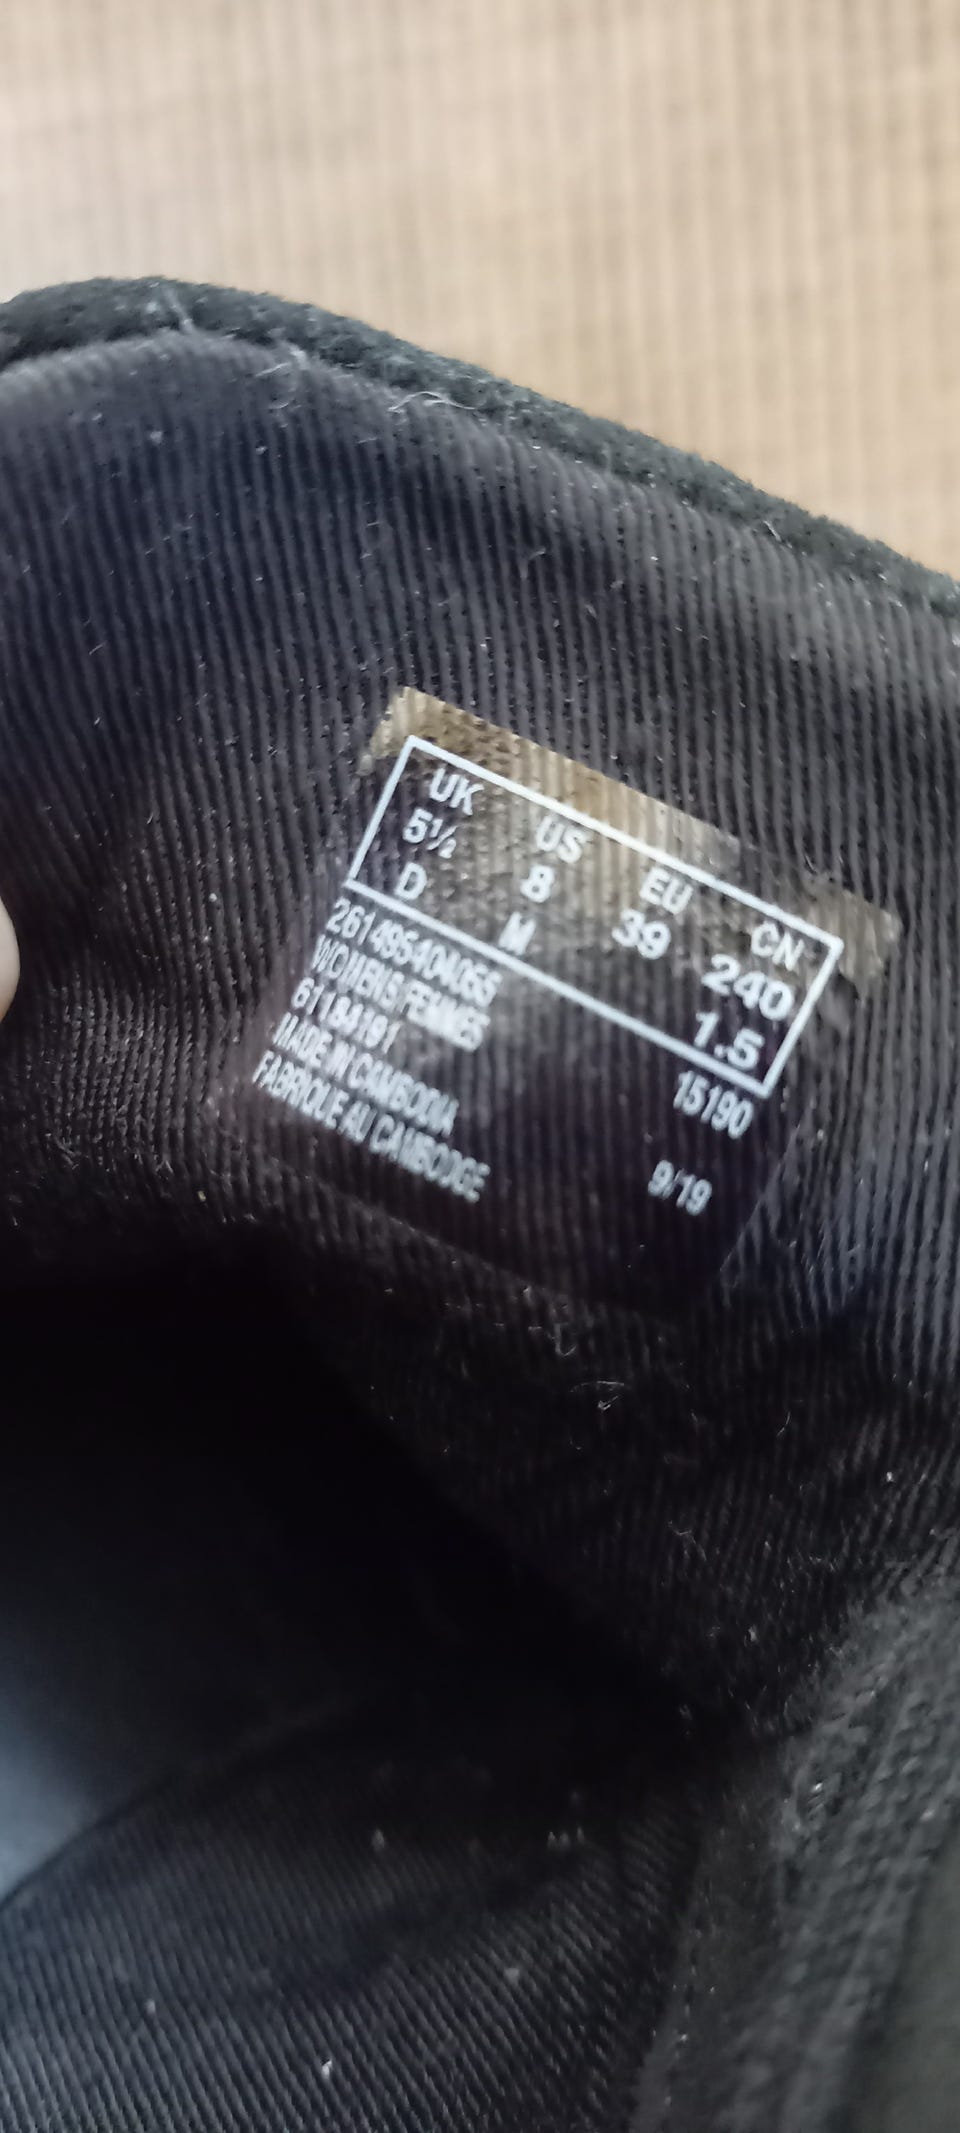 UK US EU CN
5½ 8 39 240
D M 1.5
261495404055 15190
WOMENS/FEMMES
61184191 9/19
MADE IN CAMBODIA
FABRIQUE AU CAMBODGE